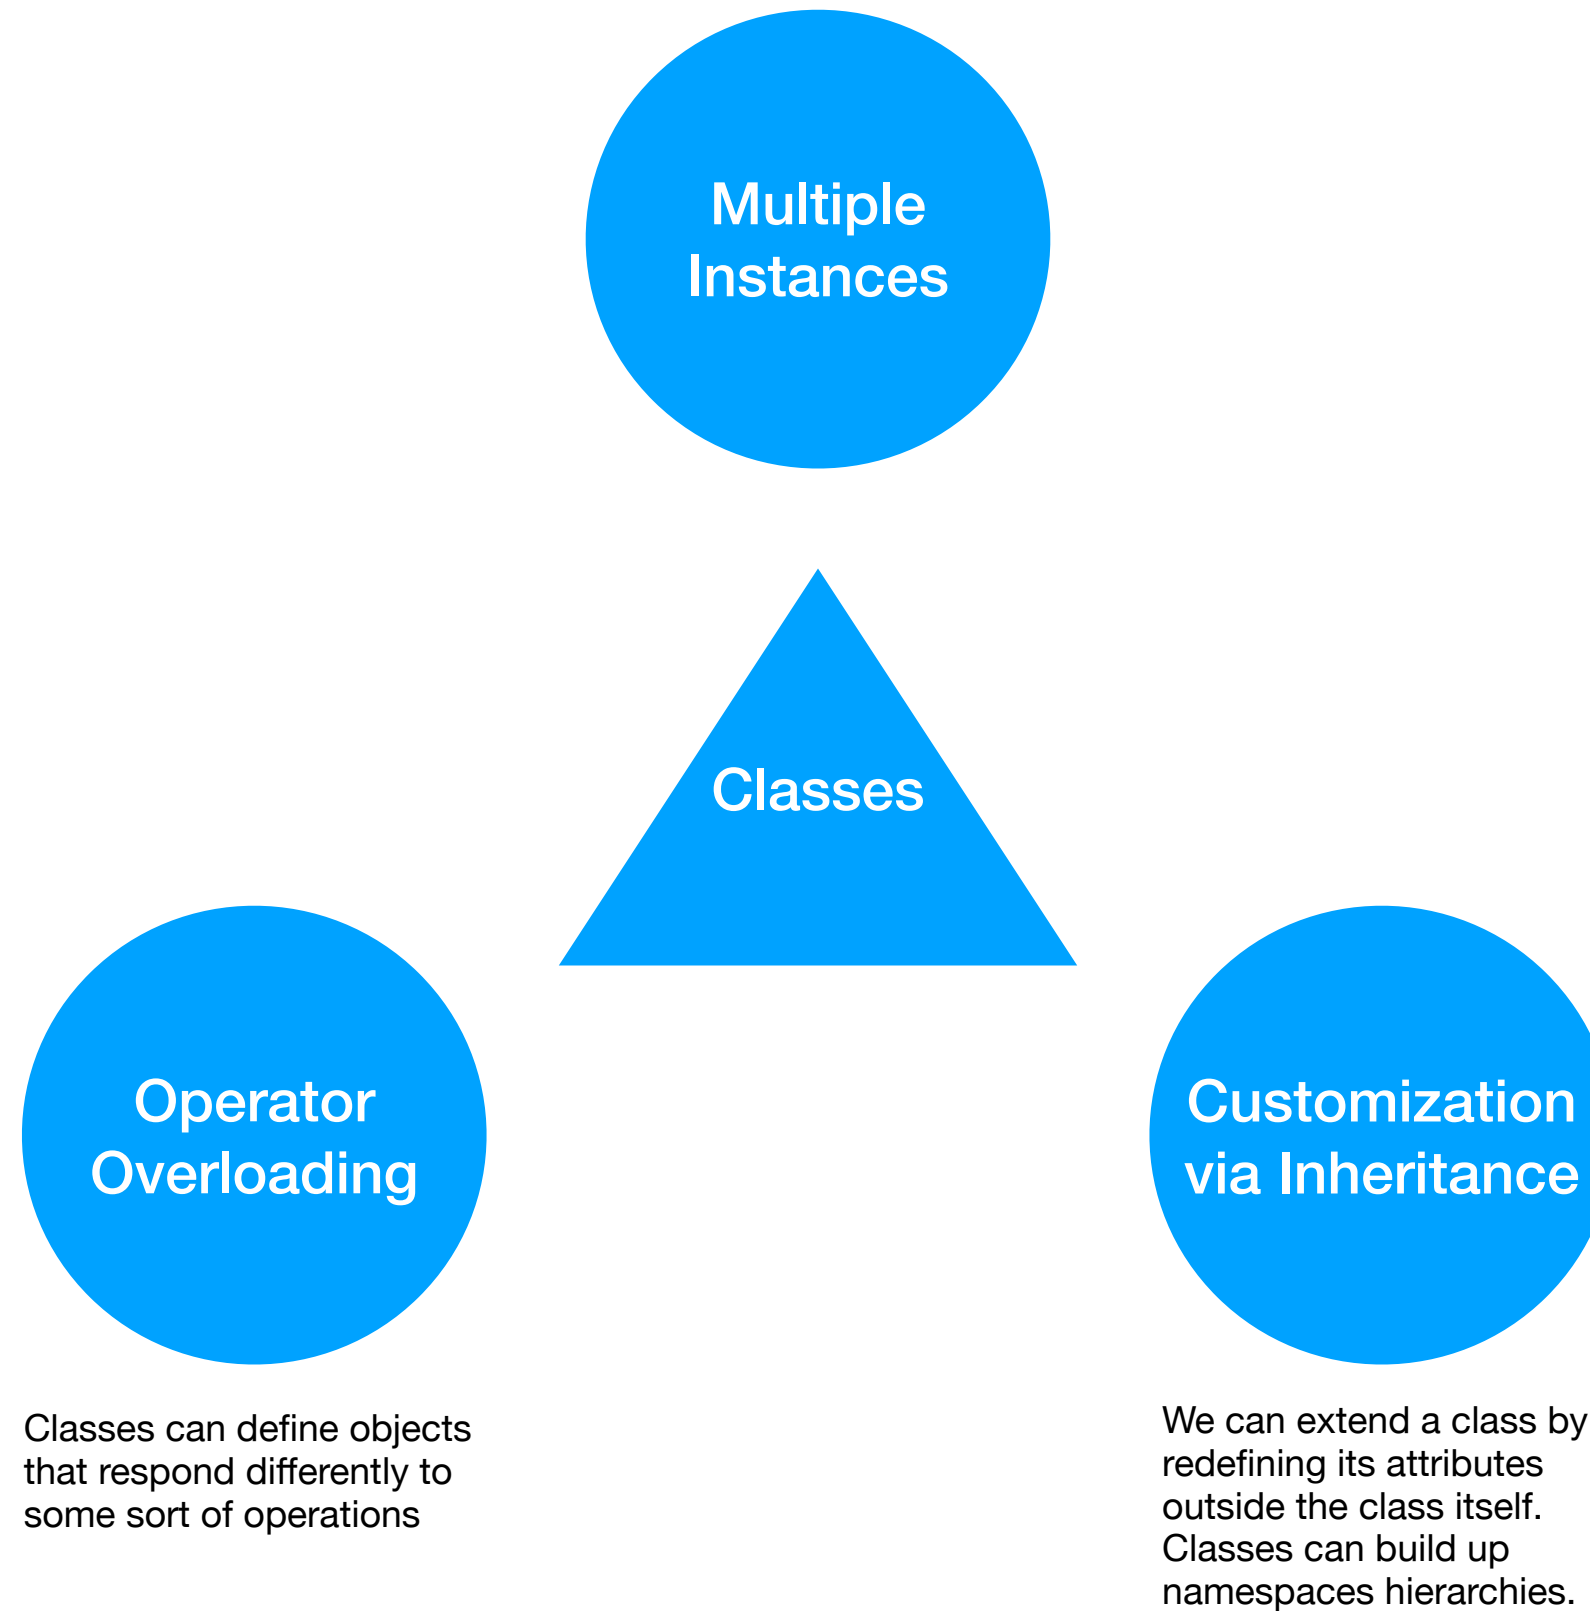 Multiple
Instances
Classes
Operator
Overloading
Customization
via Inheritance
Classes can define objects
that respond differently to
some sort of operations
We can extend a class by
redefining its attributes
outside the class itself.
Classes can build up
namespaces hierarchies.